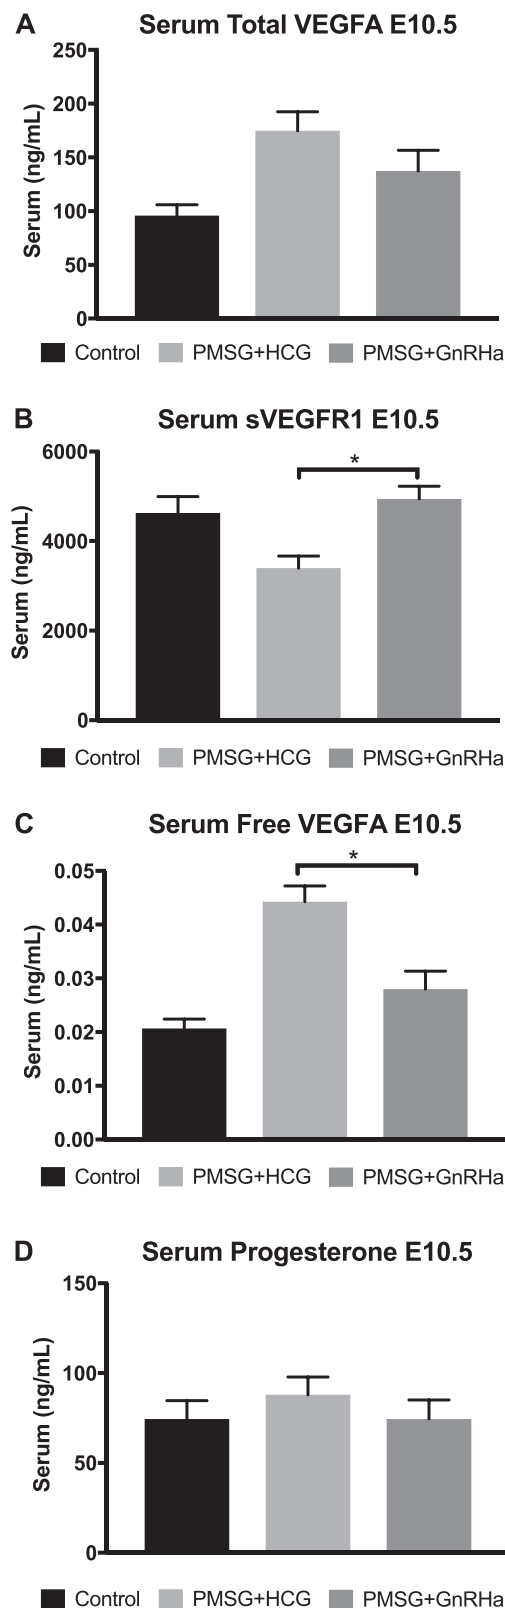 A Serum Total VEGFA E10.5
Serum (ng/mL)
250
200
150
100
50
0
Control PMSG+HCG PMSG+GnRHa
B Serum sVEGFR1 E10.5
Serum (ng/mL)
6000
*
4000
2000
0
Control PMSG+HCG PMSG+GnRHa
C Serum Free VEGFA E10.5
Serum (ng/mL)
*
0.05
0.04
0.03
0.02
0.01
0.00
Control PMSG+HCG PMSG+GnRHa
D Serum Progesterone E10.5
Serum (ng/mL)
150
100
50
0
Control PMSG+HCG PMSG+GnRHa